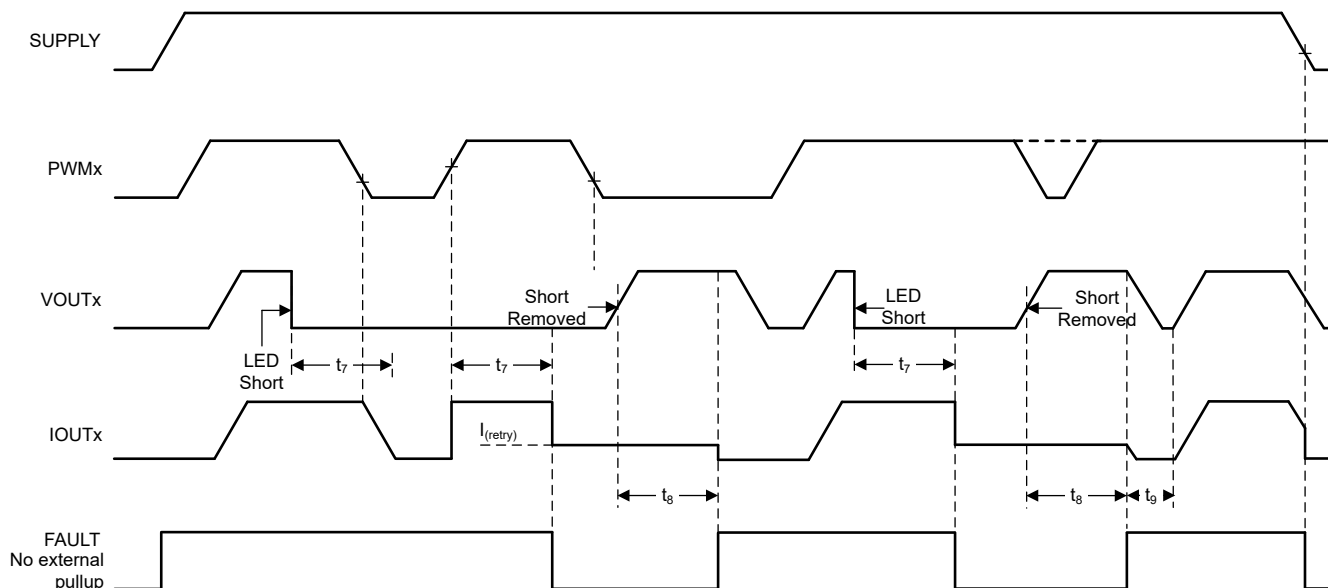 SUPPLY
PWMx
VOUTx
LED
Short
Short
Removed
LED
Short
Short
Removed
t7
t7
t7
IOUTx
I(retry)
t8
t8
t9
FAULT
No external
pullup